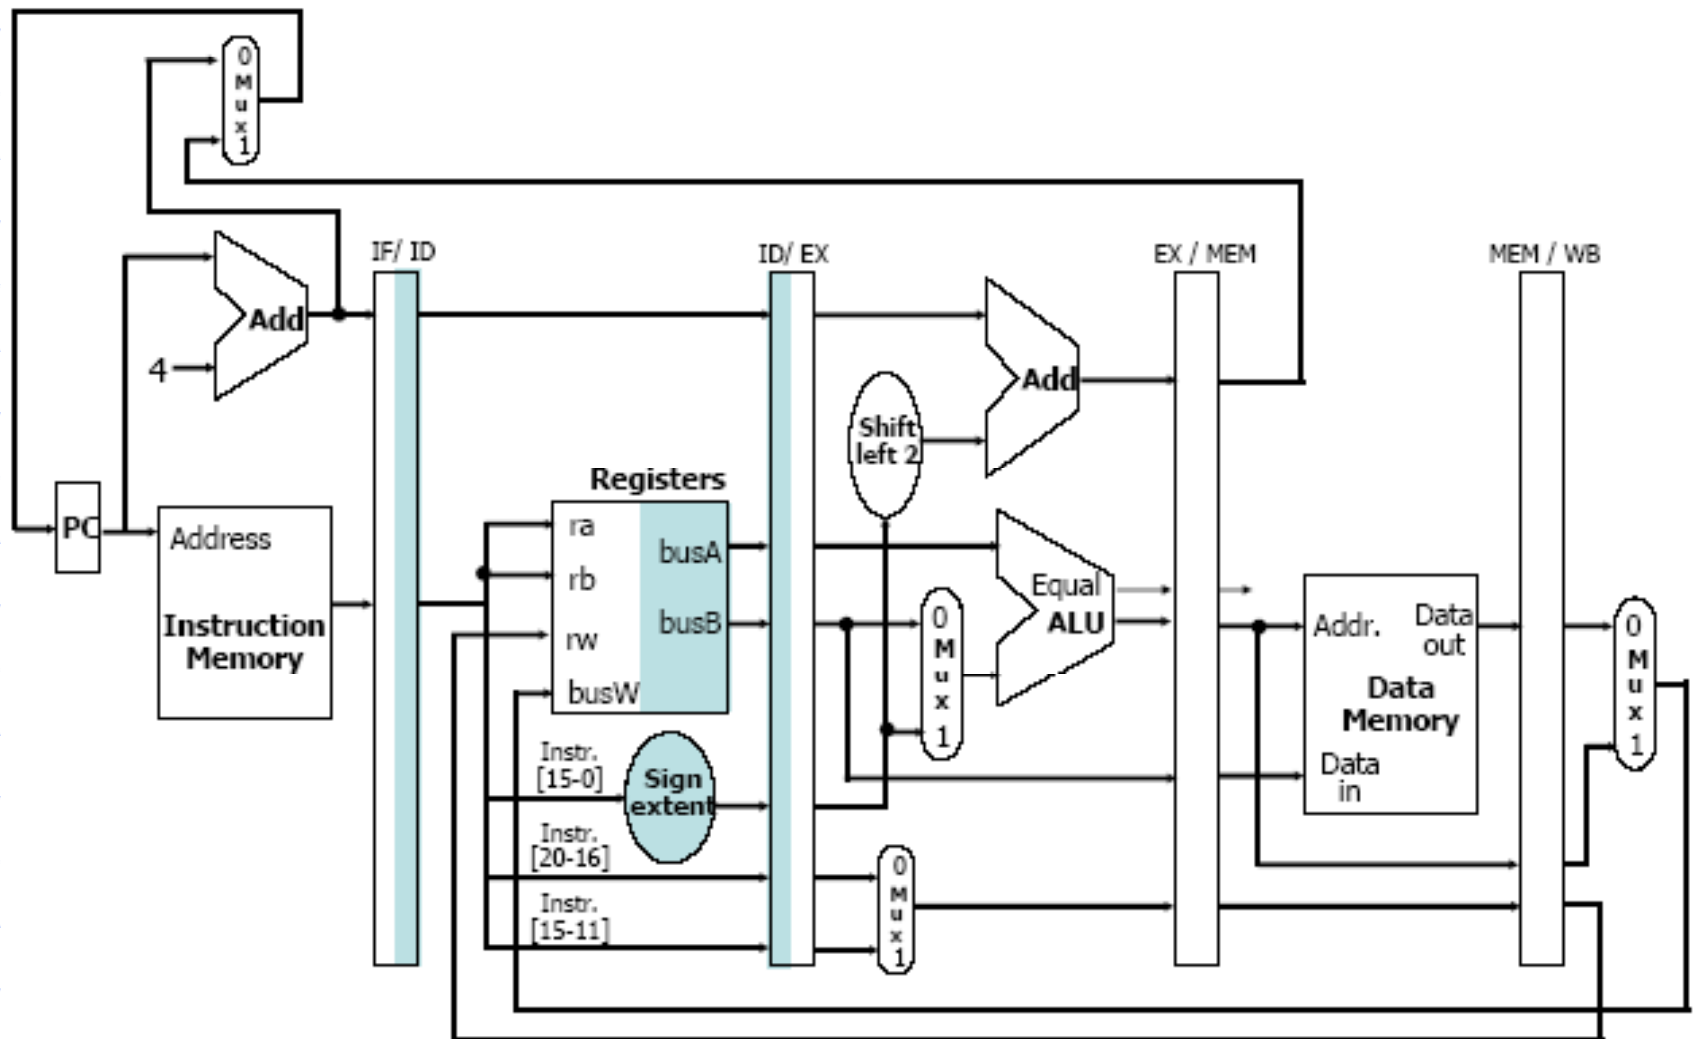 0
M
u
x
1
IF/ ID
ID/ EX
EX / MEM
MEM / WB
Add
4
Add
Shift
left 2
Registers
PC
Address
Instruction
Memory
ra
rb
rw
busW
busA
busB
0
M
u
x
1
Equal
ALU
Addr.
Data
out
Data
Memory
Data
in
0
M
u
x
1
Instr.
[15-0]
Sign
extent
Instr.
[20-16]
Instr.
[15-11]
0
M
u
x
1